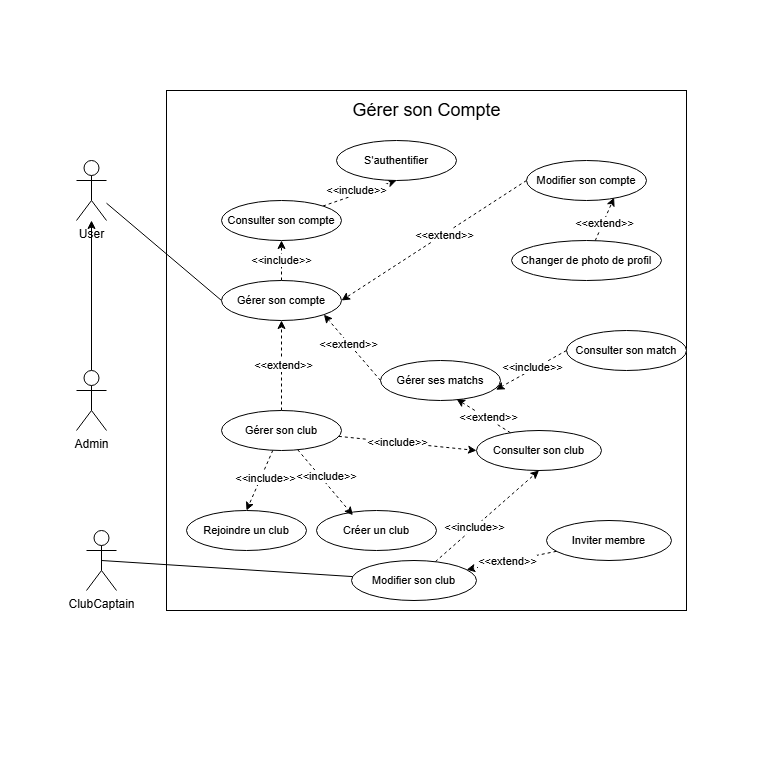 Gérer son Compte
S'authentifier
<<include>>
Modifier son compte
Consulter son compte
<<extend>>
User
<<extend>>
<<include>>
Changer de photo de profil
Gérer son compte
<<extend>>
Consulter son match
<<extend>>
<<include>>
Gérer ses matchs
<<extend>>
Gérer son club
Admin
<<include>>
Consulter son club
<<include>>
<<include>>
Rejoindre un club
Créer un club
<<include>>
Inviter membre
<<extend>>
Modifier son club
ClubCaptain